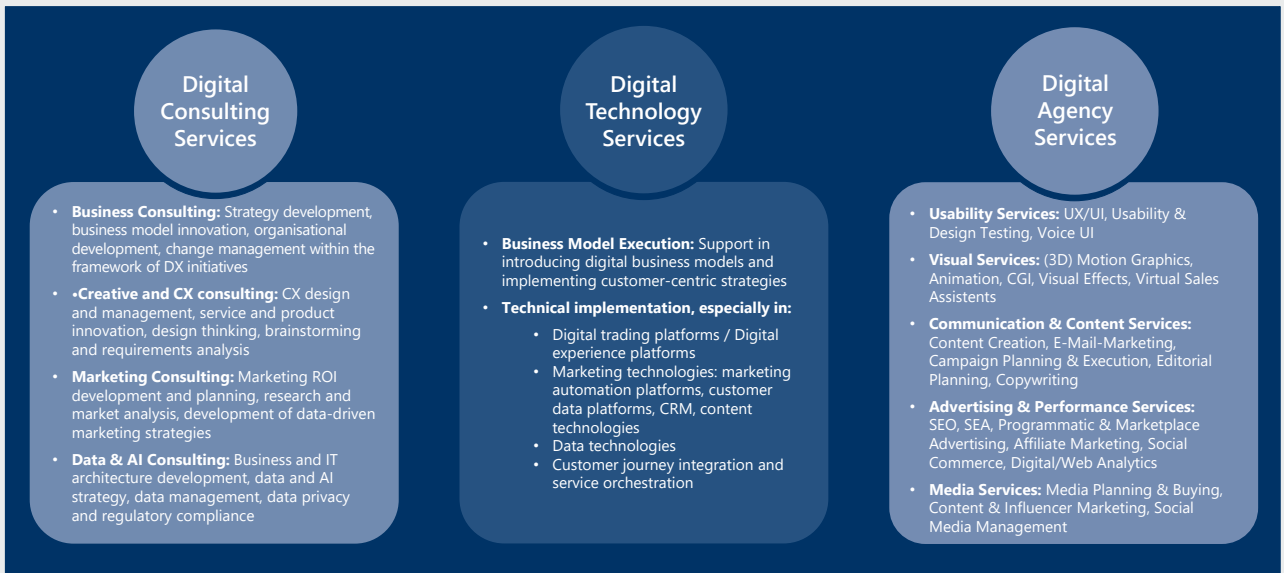 Digital
Consulting
Services
• Business Consulting: Strategy development,
business model innovation, organisational
development, change management within the
framework of DX initiatives
• •Creative and CX consulting: CX design
and management, service and product
innovation, design thinking, brainstorming
and requirements analysis
• Marketing Consulting: Marketing ROI
development and planning, research and
market analysis, development of data-driven
marketing strategies
• Data & AI Consulting: Business and IT
architecture development, data and AI
strategy, data management, data privacy
and regulatory compliance
Digital
Technology
Services
• Business Model Execution: Support in
introducing digital business models and
implementing customer-centric strategies
• Technical implementation, especially in:
• Digital trading platforms / Digital
experience platforms
• Marketing technologies: marketing
automation platforms, customer
data platforms, CRM, content
technologies
• Data technologies
• Customer journey integration and
service orchestration
Digital
Agency
Services
• Usability Services: UX/UI, Usability &
Design Testing, Voice UI
• Visual Services: (3D) Motion Graphics,
Animation, CGI, Visual Effects, Virtual Sales
Assistents
• Communication & Content Services:
Content Creation, E-Mail-Marketing,
Campaign Planning & Execution, Editorial
Planning, Copywriting
• Advertising & Performance Services:
SEO, SEA, Programmatic & Marketplace
Advertising, Affiliate Marketing, Social
Commerce, Digital/Web Analytics
• Media Services: Media Planning & Buying,
Content & Influencer Marketing, Social
Media Management